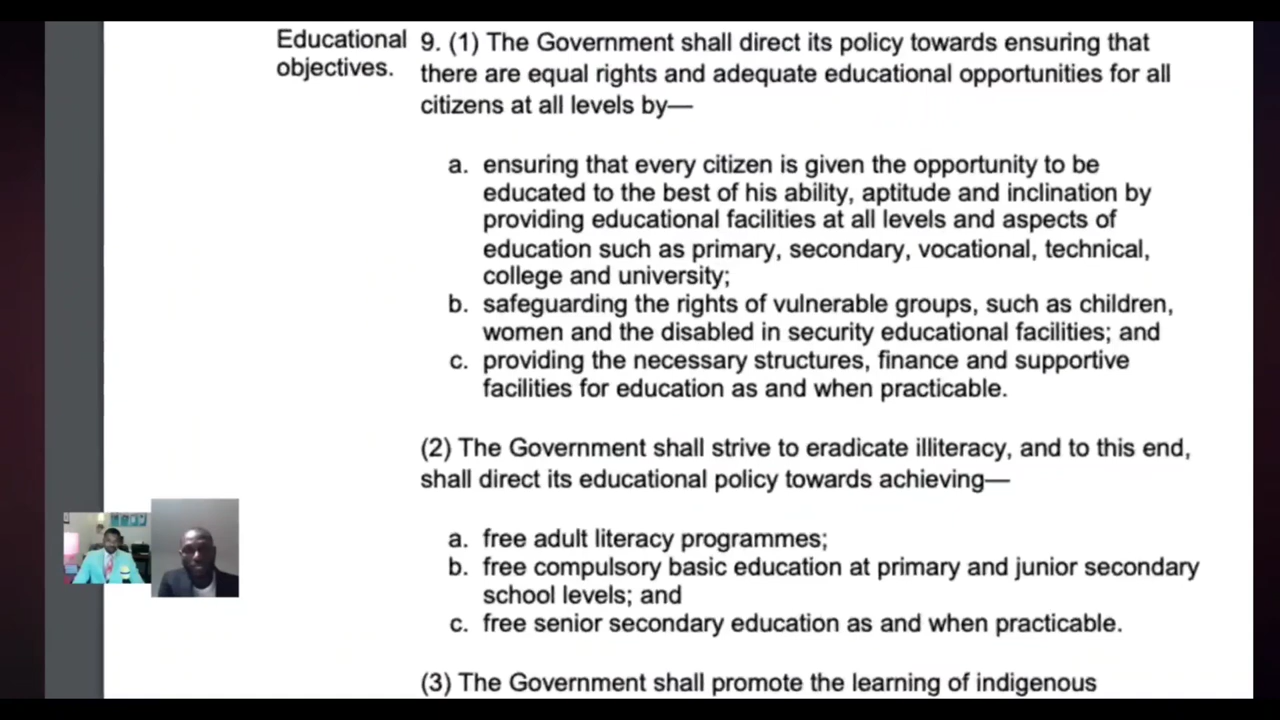 Educational
objectives.
9. (1) The Government shall direct its policy towards ensuring that
there are equal rights and adequate educational opportunities for all
citizens at all levels by—
a. ensuring that every citizen is given the opportunity to be
educated to the best of his ability, aptitude and inclination by
providing educational facilities at all levels and aspects of
education such as primary, secondary, vocational, technical,
college and university;
b. safeguarding the rights of vulnerable groups, such as children,
women and the disabled in security educational facilities; and
c. providing the necessary structures, finance and supportive
facilities for education as and when practicable.
(2) The Government shall strive to eradicate illiteracy, and to this end,
shall direct its educational policy towards achieving—
a. free adult literacy programmes;
b. free compulsory basic education at primary and junior secondary
school levels; and
c. free senior secondary education as and when practicable.
(3) The Government shall promote the learning of indigenous